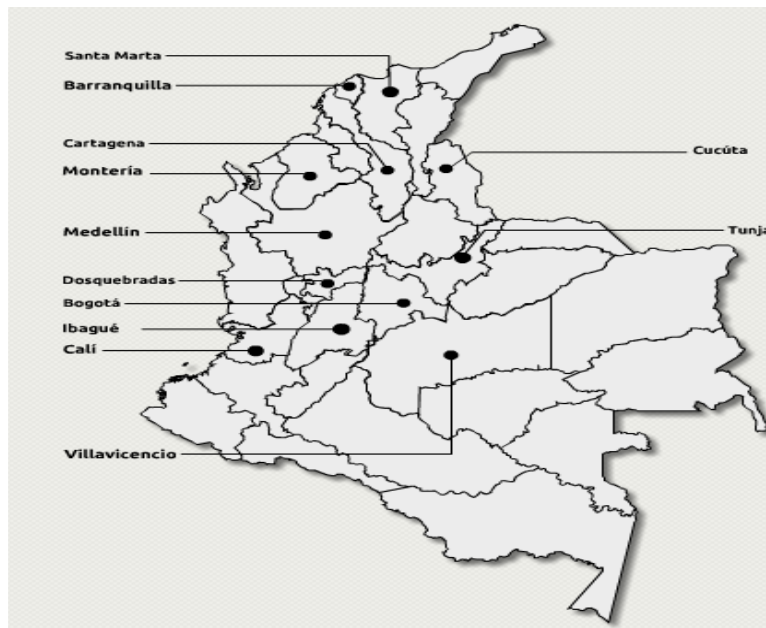 Santa Marta
Barranquilla
Cartagena
Montería
Cucúta
Medellín
Tunja
Dosquebradas
Bogotá
Ibagué
Calí
Villavicencio